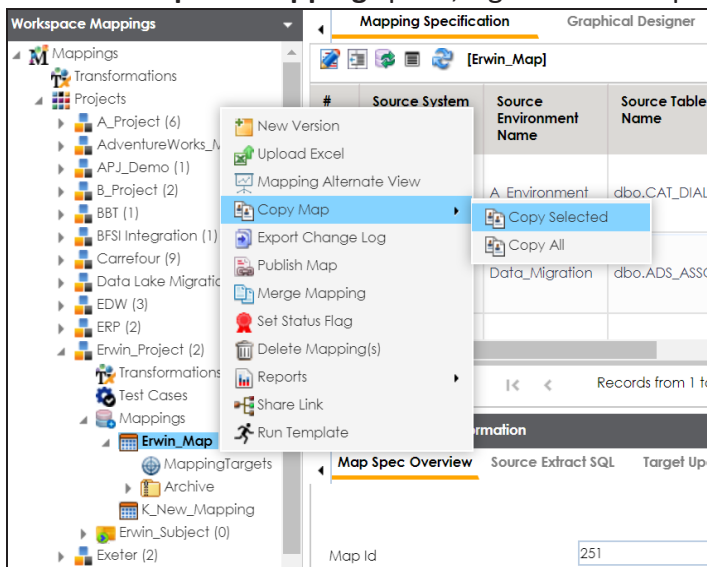 Workspace Mappings
Mappings
Transformations
Projects
A_Project (6)
AdventureWorks_M
APJ_Demo (1)
B_Project (2)
BBT (1)
BFSI Integration (1)
Carrefour (9)
Data Lake Migratio
EDW (3)
ERP (2)
Erwin_Project (2)
Transformations
Test Cases
Mappings
Erwin_Map
MappingTargets
Archive
K_New_Mapping
Erwin_Subject (0)
Exeter (2)
New Version
Upload Excel
Mapping Alternate View
Copy Map
Export Change Log
Publish Map
Merge Mapping
Set Status Flag
Delete Mapping(s)
Reports
Share Link
Run Template
Copy Selected
Copy All
Mapping Specification Graphical Designer
[Erwin_Map]
# Source System Source Environment Name Source Table Name
A_Environment dbo.CAT_DIAL
Data_Migration dbo.ADS_ASSO
Records from 1 to
rmation
Map Spec Overview Source Extract SQL Target Up
Map Id 251